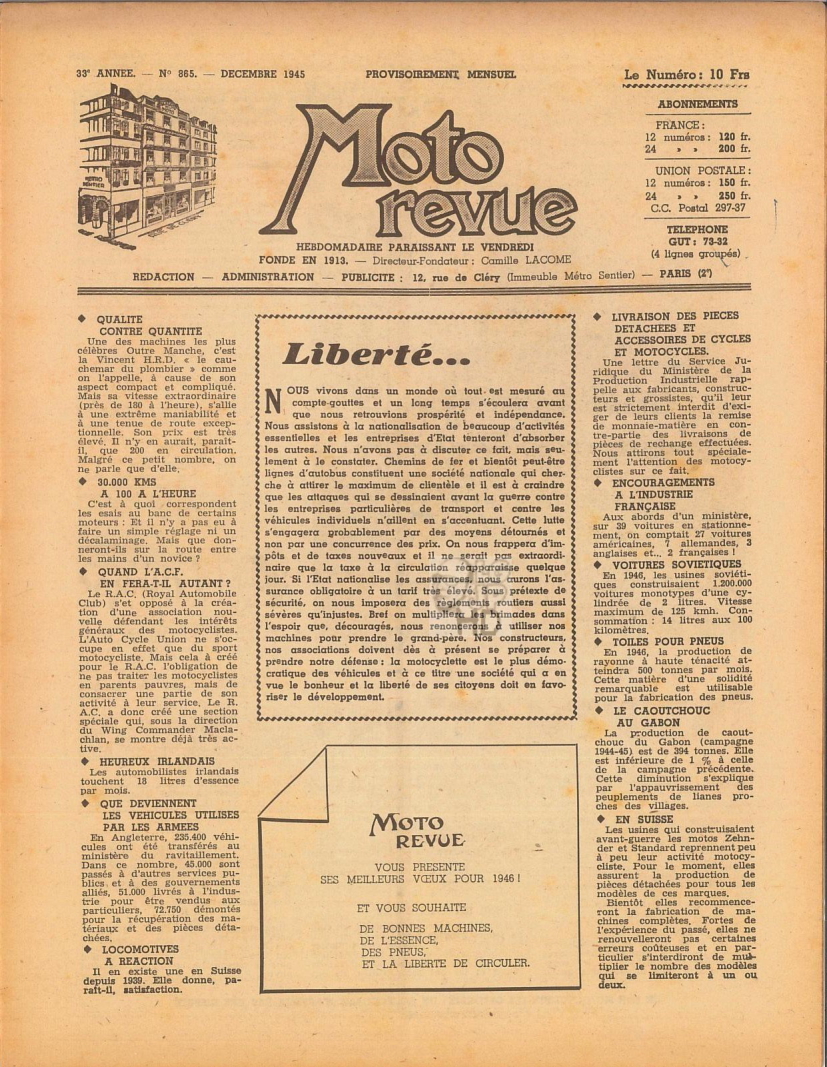 33e ANNEE. — No 865. — DECEMBRE 1945
PROVISOIREMENT MENSUEL
Le Numéro : 10 Frs
METRO
SENTIER
Moto
revue
HEBDOMADAIRE PARAISSANT LE VENDREDI
FONDE EN 1913. — Directeur-Fondateur : Camille LACOME
REDACTION — ADMINISTRATION — PUBLICITE : 12, rue de Cléry (Immeuble Métro Sentier) — PARIS (2e)
ABONNEMENTS
FRANCE :
12 numéros : 120 fr.
24 » » 200 fr.
UNION POSTALE :
12 numéros : 150 fr.
24 » » 250 fr.
C.C. Postal 297-37
TELEPHONE
GUT : 73-32
(4 lignes groupés)
◆ QUALITE
CONTRE QUANTITE
Une des machines les plus
célèbres Outre Manche, c'est
la Vincent H.R.D. « le cau-
chemar du plombier » comme
on l'appelle, à cause de son
aspect compact et compliqué.
Mais sa vitesse extraordinaire
(près de 180 à l'heure), s'allie
à une extrême maniabilité et
à une tenue de route excep-
tionnelle. Son prix est très
élevé. Il n'y en aurait, paraît-
il, que 200 en circulation.
Malgré ce petit nombre, on
ne parle que d'elle.
◆ 30.000 KMS
A 100 A L'HEURE
C'est à quoi correspondent
les esais au banc de certains
moteurs : Et il n'y a pas eu à
faire un simple réglage ni un
décalaminage. Mais que don-
neront-ils sur la route entre
les mains d'un novice ?
◆ QUAND L'A.C.F.
EN FERA-T-IL AUTANT ?
Le R.A.C. (Royal Automobile
Club) s'et opposé à la créa-
tion d'une association nou-
velle défendant les intérêts
généraux des motocyclistes.
L'Auto Cycle Union ne s'oc-
cupe en effet que du sport
motocycliste. Mais cela a créé
pour le R.A.C. l'obligation de
ne pas traiter les motocyclistes
en parents pauvres, mais de
consacrer une partie de son
activité à leur service. Le R.
A.C. a donc créé une section
spéciale qui, sous la direction
du Wing Commander Macla-
chlan, se montre déjà très ac-
tive.
◆ HEUREUX IRLANDAIS
Les automobilistes irlandais
touchent 18 litres d'essence
par mois.
◆ QUE DEVIENNENT
LES VEHICULES UTILISES
PAR LES ARMEES
En Angleterre, 235.400 véhi-
cules ont été transférés au
ministère du ravitaillement.
Dans ce nombre, 45.000 sont
passés à d'autres services pu-
blics et à des gouvernements
alliés, 51.000 livrés à l'indus-
trie pour être vendus aux
particuliers, 72.750 démontés
pour la récupération des ma-
tériaux et des pièces déta-
chées.
◆ LOCOMOTIVES
A REACTION
Il en existe une en Suisse
depuis 1939. Elle donne, pa-
raît-il, satisfaction.
Liberté...
NOUS vivons dans un monde où tout est mesuré au
compte-gouttes et un long temps s'écoulera avant
que nous retrouvions prospérité et indépendance.
Nous assistons à la nationalisation de beaucoup d'activités
essentielles et les entreprises d'Etat tenteront d'absorber
les autres. Nous n'avons pas à discuter ce fait, mais seu-
lement à le constater. Chemins de fer et bientôt peut-être
lignes d'autobus constituent une société nationale qui cher-
che à attirer le maximum de clientèle et il est à craindre
que les attaques qui se dessinaient avant la guerre contre
les entreprises particulières de transport et contre les
véhicules individuels n'aillent en s'accentuant. Cette lutte
s'engagera probablement par des moyens détournés et
non par une concurrence des prix. On nous frappera d'im-
pôts et de taxes nouveaux et il ne serait pas extraordi-
naire que la taxe à la circulation réapparaisse quelque
jour. Si l'Etat nationalise les assurances, nous aurons l'as-
surance obligatoire à un tarif très élevé. Sous prétexte de
sécurité, on nous imposera des règlements routiers aussi
sévères qu'injustes. Bref on multipliera les brimades dans
l'espoir que, découragés, nous renoncerons à utiliser nos
machines pour prendre le grand-père. Nos constructeurs,
nos associations doivent dès à présent se préparer à
prendre notre défense : la motocyclette est le plus démo-
cratique des véhicules et à ce titre une société qui a en
vue le bonheur et la liberté de ses citoyens doit en favo-
riser le développement.
MOTO
REVUE
VOUS PRESENTE
SES MEILLEURS VŒUX POUR 1946 !
ET VOUS SOUHAITE
DE BONNES MACHINES,
DE L'ESSENCE,
DES PNEUS,
ET LA LIBERTE DE CIRCULER.
◆ LIVRAISON DES PIECES
DETACHEES ET
ACCESSOIRES DE CYCLES
ET MOTOCYCLES.
Une lettre du Service Ju-
ridique du Ministère de la
Production Industrielle rap-
pelle aux fabricants, construc-
teurs et grossistes, qu'il leur
est strictement interdit d'exi-
ger de leurs clients la remise
de monnaie-matière en con-
tre-partie des livraisons de
pièces de rechange effectuées.
Nous attirons tout spéciale-
ment l'attention des motocy-
clistes sur ce fait.
◆ ENCOURAGEMENTS
A L'INDUSTRIE
FRANÇAISE
Aux abords d'un ministère,
sur 39 voitures en stationne-
ment, on comptait 27 voitures
américaines, 7 allemandes, 3
anglaises et... 2 françaises !
◆ VOITURES SOVIETIQUES
En 1946, les usines soviéti-
ques construiraient 1.200.000
voitures monotypes d'une cy-
lindrée de 2 litres. Vitesse
maximum de 125 kmh. Con-
sommation : 14 litres aux 100
kilomètres.
◆ TOILES POUR PNEUS
En 1946, la production de
rayonne à haute ténacité at-
teindra 500 tonnes par mois.
Cette matière d'une solidité
remarquable est utilisable
pour la fabrication des pneus.
◆ LE CAOUTCHOUC
AU GABON
La production de caout-
chouc du Gabon (campagne
1944-45) est de 394 tonnes. Elle
est inférieure de 1 % à celle
de la campagne précédente.
Cette diminution s'explique
par l'appauvrissement des
peuplements de lianes pro-
ches des villages.
◆ EN SUISSE
Les usines qui construisaient
avant-guerre les motos Zehn-
der et Standard reprennent peu
à peu leur activité motocy-
cliste. Pour le moment, elles
assurent la production de
pièces détachées pour tous les
modèles de ces marques.
Bientôt elles recommence-
ront la fabrication de ma-
chines complètes. Fortes de
l'expérience du passé, elles ne
renouvelleront pas certaines
erreurs coûteuses et en par-
ticulier s'interdiront de mul-
tiplier le nombre des modèles
qui se limiteront à un ou
deux.